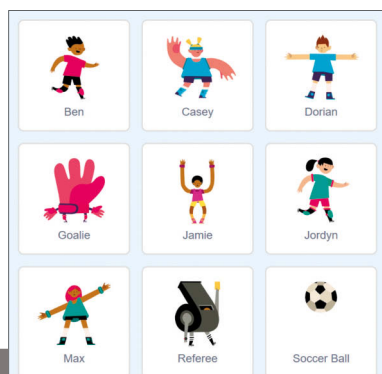 Ben
Casey
Dorian
Goalie
Jamie
Jordyn
Max
Referee
Soccer Ball